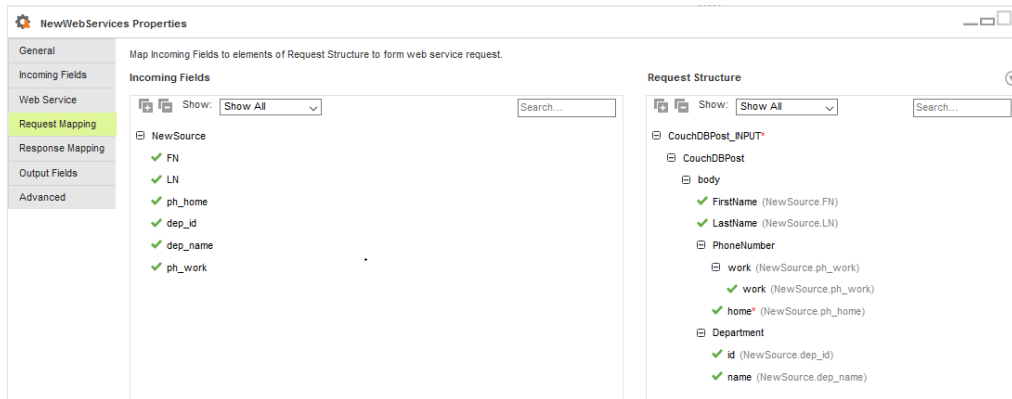 NewWebServices Properties
General
Incoming Fields
Web Service
Request Mapping
Response Mapping
Output Fields
Advanced
Map Incoming Fields to elements of Request Structure to form web service request.
Incoming Fields
Show: Show All
Search...
NewSource
FN
LN
ph_home
dep_id
dep_name
ph_work
Request Structure
Show: Show All
Search...
CouchDBPost_INPUT*
CouchDBPost
body
FirstName (NewSource.FN)
LastName (NewSource.LN)
PhoneNumber
work (NewSource.ph_work)
work (NewSource.ph_work)
home* (NewSource.ph_home)
Department
id (NewSource.dep_id)
name (NewSource.dep_name)